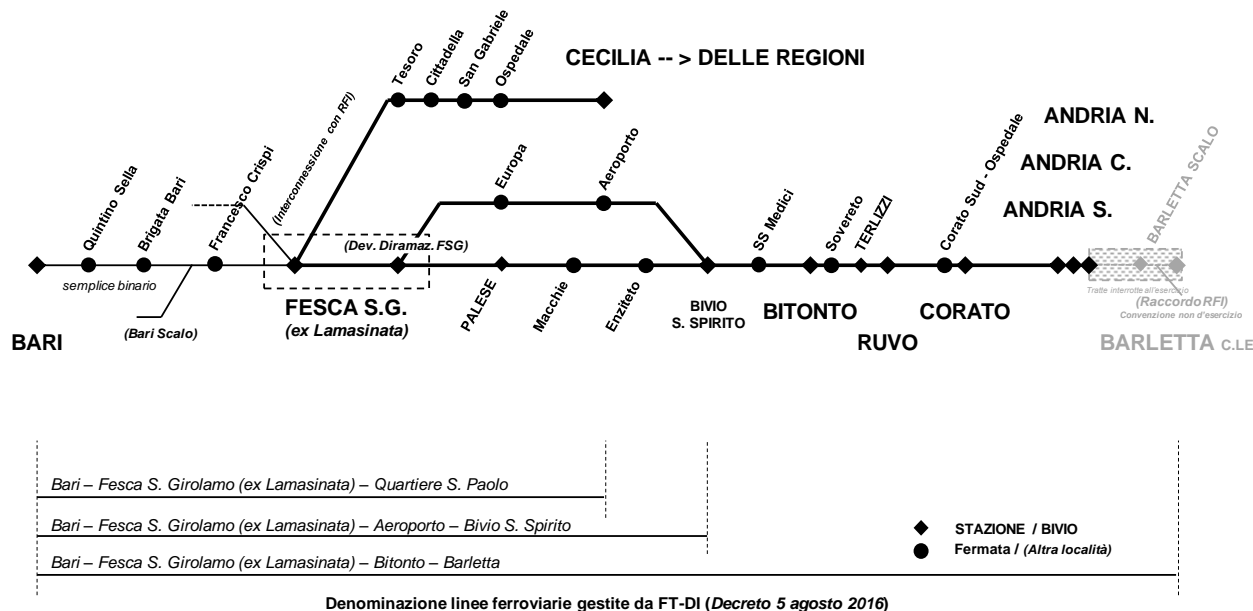 Tesoro
Cittadella
San Gabriele
Ospedale
CECILIA -- > DELLE REGIONI
(Interconnessione con RFI)
ANDRIA N.
ANDRIA C.
ANDRIA S.
Quintino Sella
Brigata Bari
Francesco Crispi
Europa
Aeroporto
(Dev. Diramaz. FSG)
SS Medici
Sovereto
TERLIZZI
Corato Sud - Ospedale
BARLETTA SCALO
semplice binario
(Bari Scalo)
FESCA S.G.
(ex Lamasinata)
PALESE
Macchie
Enziteto
BIVIO
S. SPIRITO
BITONTO
CORATO
Tratte interrotte all'esercizio
(Raccordo RFI)
Convenzione non d'esercizio
BARI
RUVO
BARLETTA C.LE
Bari – Fesca S. Girolamo (ex Lamasinata) – Quartiere S. Paolo
Bari – Fesca S. Girolamo (ex Lamasinata) – Aeroporto – Bivio S. Spirito
Bari – Fesca S. Girolamo (ex Lamasinata) – Bitonto – Barletta
STAZIONE / BIVIO
Fermata / (Altra località)
Denominazione linee ferroviarie gestite da FT-DI (Decreto 5 agosto 2016)